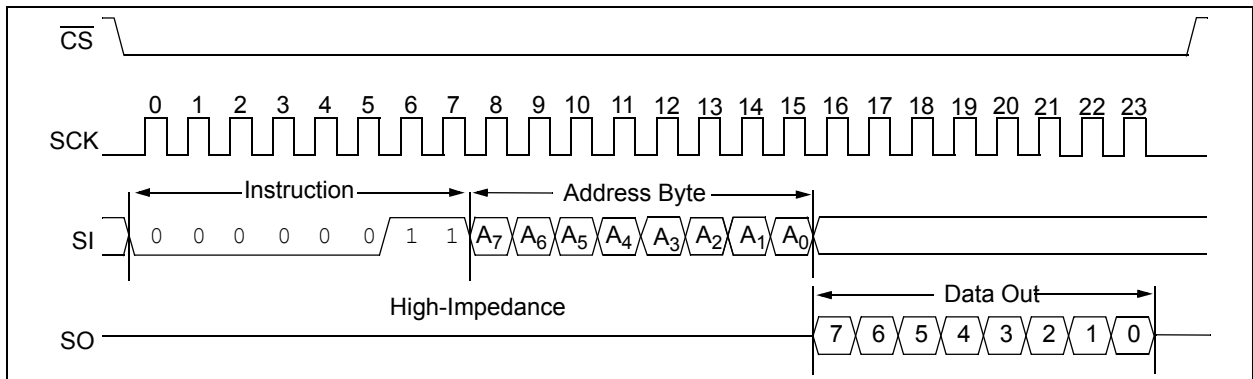 CS
0 1 2 3 4 5 6 7 8 9 10 11 12 13 14 15 16 17 18 19 20 21 22 23
SCK
Instruction Address Byte
SI 0 0 0 0 0 0 1 1 A7 A6 A5 A4 A3 A2 A1 A0
High-Impedance Data Out
SO 7 6 5 4 3 2 1 0